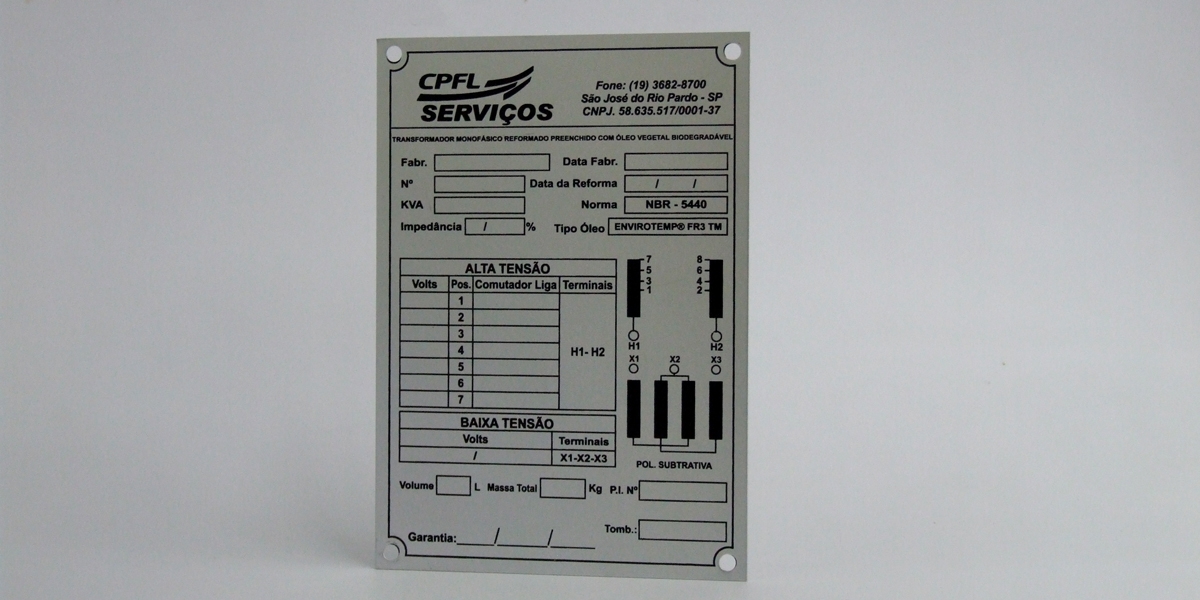 CPFL
SERVIÇOS
Fone: (19) 3682-8700
São José do Rio Pardo - SP
CNPJ. 58.635.517/0001-37
TRANSFORMADOR MONOFÁSICO REFORMADO PREENCHIDO COM ÓLEO VEGETAL BIODEGRADÁVEL
Fabr. Data Fabr.
Nº Data da Reforma / /
KVA Norma NBR - 5440
Impedância / % Tipo Óleo ENVIROTEMP® FR3 TM
ALTA TENSÃO
Volts Pos. Comutador Liga Terminais
1
2
3
4
5
6
7
H1- H2
BAIXA TENSÃO
Volts Terminais
/ X1-X2-X3
7 8
5 6
3 4
1 2
H1 H2
X1 X2 X3
POL. SUBTRATIVA
Volume L Massa Total Kg P.I. Nº
Tomb.:
Garantia:____/____/____